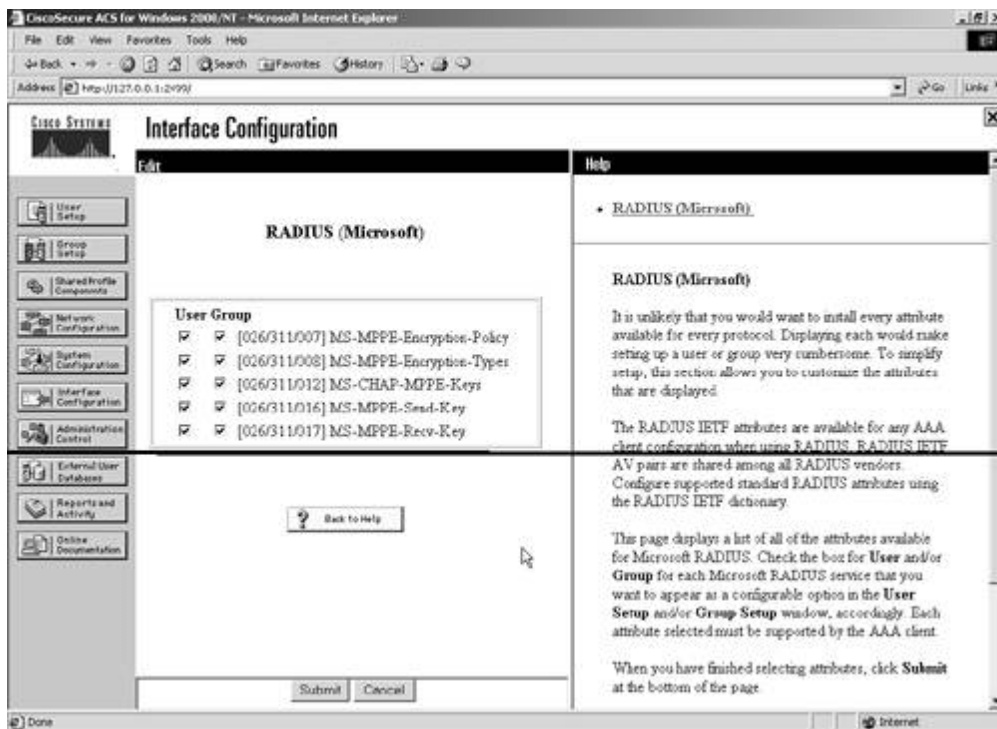 CiscoSecure ACS for Windows 2000/NT - Microsoft Internet Explorer
File Edit View Favorites Tools Help
Back Search Favorites History
Address http://127.0.0.1:2499/ Go Links
CISCO SYSTEMS
Interface Configuration
Edit
User Setup
Group Setup
Shared Profile Components
Network Configuration
System Configuration
Interface Configuration
Administration Control
External User Databases
Reports and Activity
Online Documentation
RADIUS (Microsoft)
User Group
[026/311/007] MS-MPPE-Encryption-Policy
[026/311/008] MS-MPPE-Encryption-Types
[026/311/012] MS-CHAP-MPPE-Keys
[026/311/016] MS-MPPE-Send-Key
[026/311/017] MS-MPPE-Recv-Key
? Back to Help
Submit Cancel
Help
• RADIUS (Microsoft)
RADIUS (Microsoft)
It is unlikely that you would want to install every attribute
available for every protocol. Displaying each would make
setting up a user or group very cumbersome. To simplify
setup, this section allows you to customize the attributes
that are displayed.
The RADIUS IETF attributes are available for any AAA
client configuration when using RADIUS. RADIUS IETF
AV pairs are shared among all RADIUS vendors.
Configure supported standard RADIUS attributes using
the RADIUS IETF dictionary.
This page displays a list of all of the attributes available
for Microsoft RADIUS. Check the box for User and/or
Group for each Microsoft RADIUS service that you
want to appear as a configurable option in the User
Setup and/or Group Setup window, accordingly. Each
attribute selected must be supported by the AAA client.
When you have finished selecting attributes, click Submit
at the bottom of the page.
Done
Internet